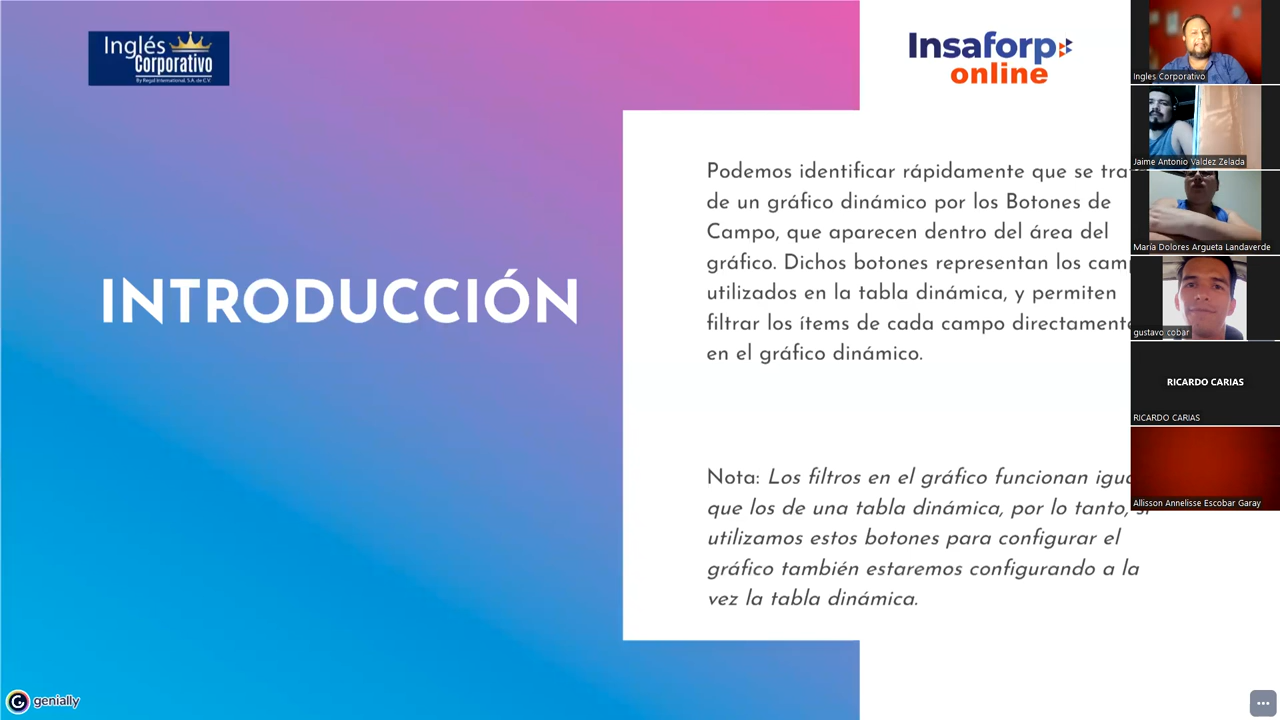 Inglés
Corporativo
By Regal International, S.A. de C.V.
Insaforp
online
INTRODUCCIÓN
Podemos identificar rápidamente que se trat
de un gráfico dinámico por los Botones de
Campo, que aparecen dentro del área del
gráfico. Dichos botones representan los camp
utilizados en la tabla dinámica, y permiten
filtrar los ítems de cada campo directamente
en el gráfico dinámico.
Nota: Los filtros en el gráfico funcionan igua
que los de una tabla dinámica, por lo tanto, si
utilizamos estos botones para configurar el
gráfico también estaremos configurando a la
vez la tabla dinámica.
genially
Ingles Corporativo
Jaime Antonio Valdez Zelada
María Dolores Argueta Landaverde
gustavo cobar
RICARDO CARIAS
RICARDO CARIAS
Allisson Annelisse Escobar Garay